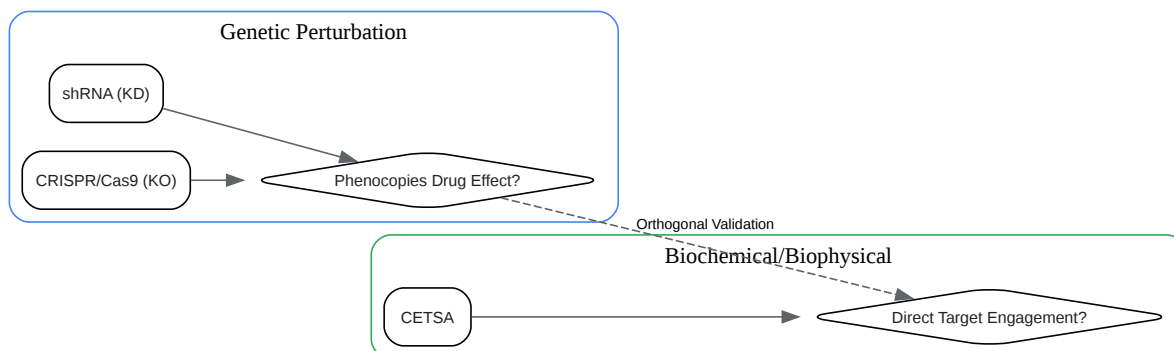 Genetic Perturbation
shRNA (KD)
CRISPR/Cas9 (KO)
Phenocopies Drug Effect?
Orthogonal Validation
Biochemical/Biophysical
CETSA
Direct Target Engagement?